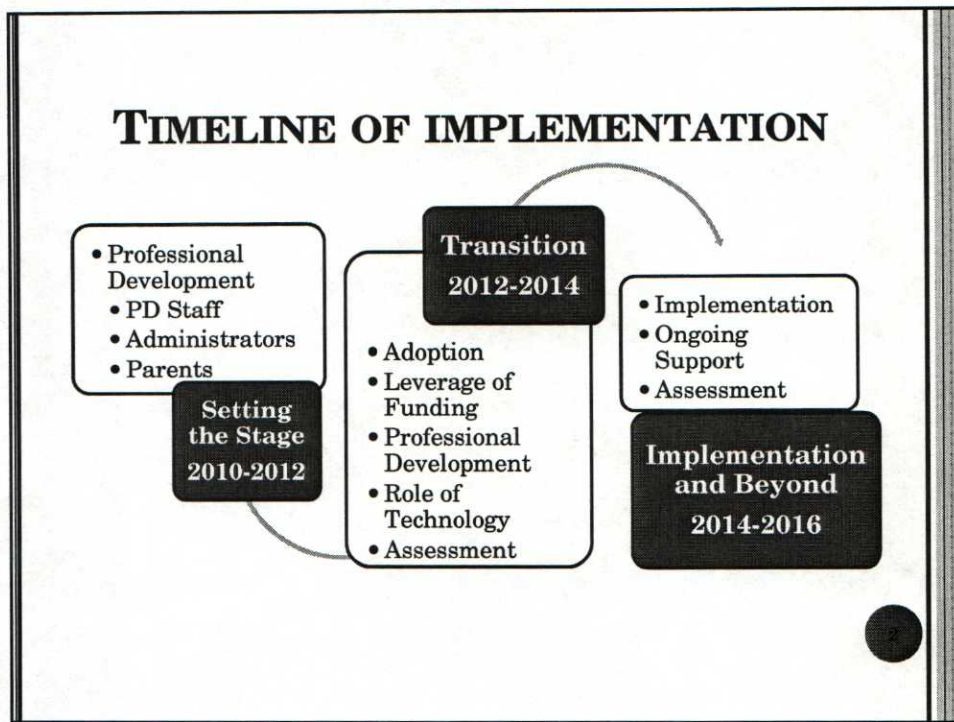 TIMELINE OF IMPLEMENTATION
• Professional
Development
• PD Staff
• Administrators
• Parents
Setting
the Stage
2010-2012
Transition
2012-2014
• Adoption
• Leverage of
Funding
• Professional
Development
• Role of
Technology
• Assessment
• Implementation
• Ongoing
Support
• Assessment
Implementation
and Beyond
2014-2016
2